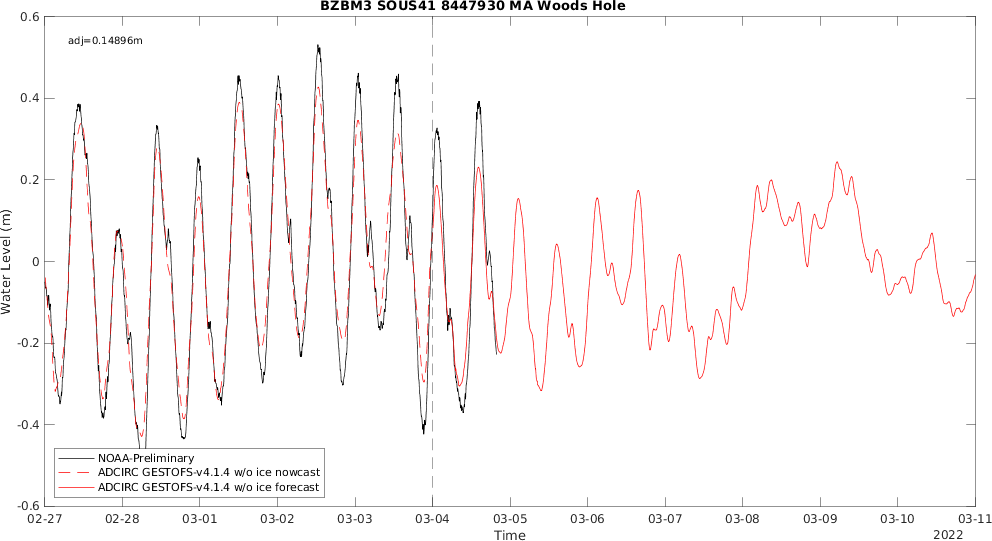 BZBM3 SOUS41 8447930 MA Woods Hole
adj=0.14896m
Water Level (m)
0.6
0.4
0.2
0
-0.2
-0.4
-0.6
NOAA-Preliminary
ADCIRC GESTOFS-v4.1.4 w/o ice nowcast
ADCIRC GESTOFS-v4.1.4 w/o ice forecast
02-27 02-28 03-01 03-02 03-03 03-04 03-05 03-06 03-07 03-08 03-09 03-10 03-11
Time
2022